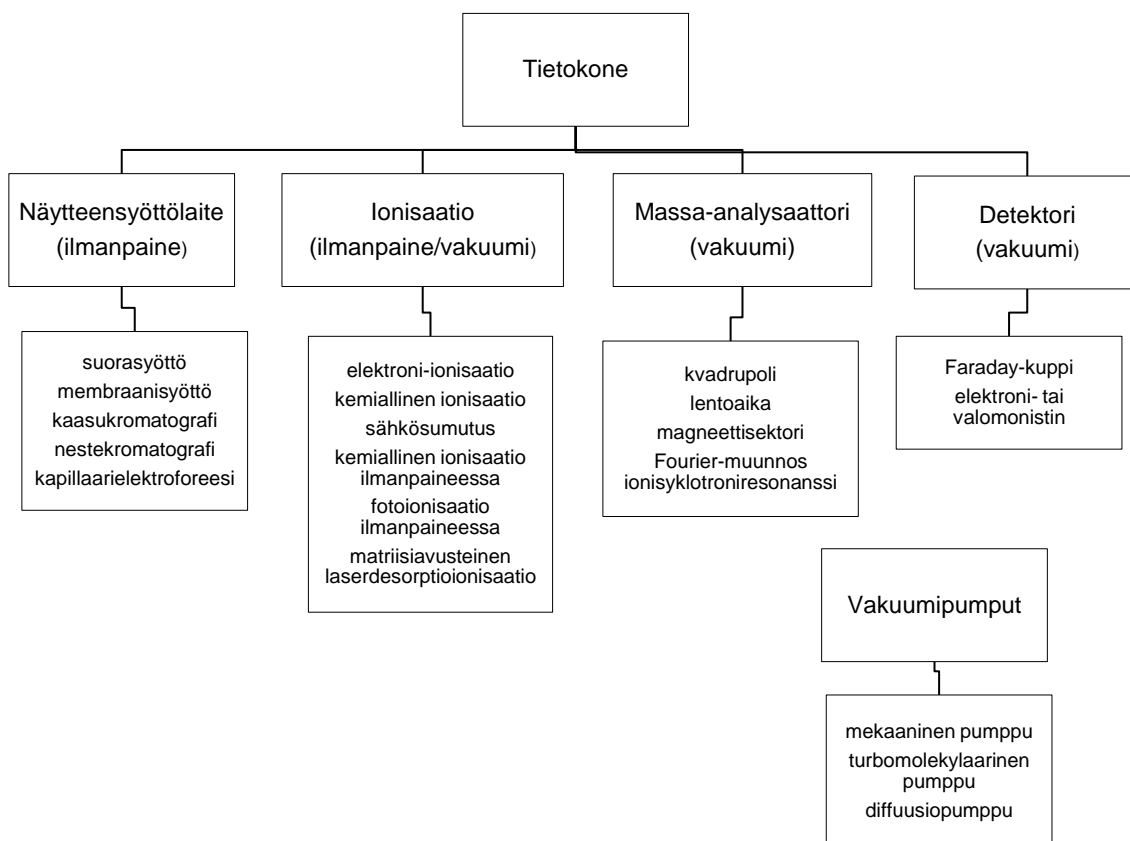 Tietokone
Näytteensyöttölaite
(ilmanpaine)
Ionisaatio
(ilmanpaine/vakuumi)
Massa-analysaattori
(vakuumi)
Detektori
(vakuumi)
suorasyöttö
membraanisyöttö
kaasukromatografi
nestekromatografi
kapillaarielektroforeesi
elektroni-ionisaatio
kemiallinen ionisaatio
sähkösumutus
kemiallinen ionisaatio
ilmanpaineessa
fotoionisaatio
ilmanpaineessa
matriisiavusteinen
laserdesorptioionisaatio
kvadrupoli
lentoaika
magneettisektori
Fourier-muunnos
ionisyklotroniresonanssi
Faraday-kuppi
elektroni- tai
valomonistin
Vakuumipumput
mekaaninen pumppu
turbomolekylaarinen
pumppu
diffuusiopumppu